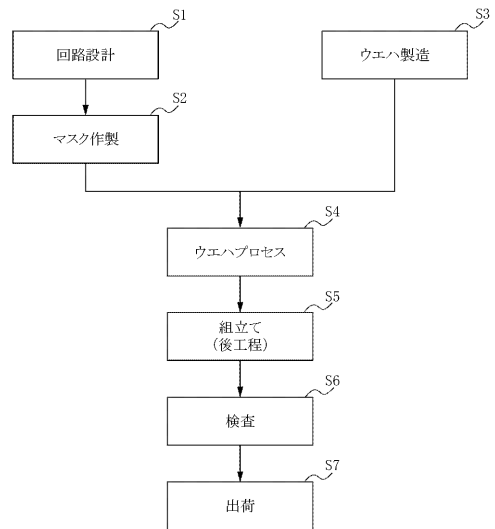 S1
回路設計
S3
ウエハ製造
S2
マスク作製
S4
ウエハプロセス
S5
組立て
(後工程)
S6
検査
S7
出荷